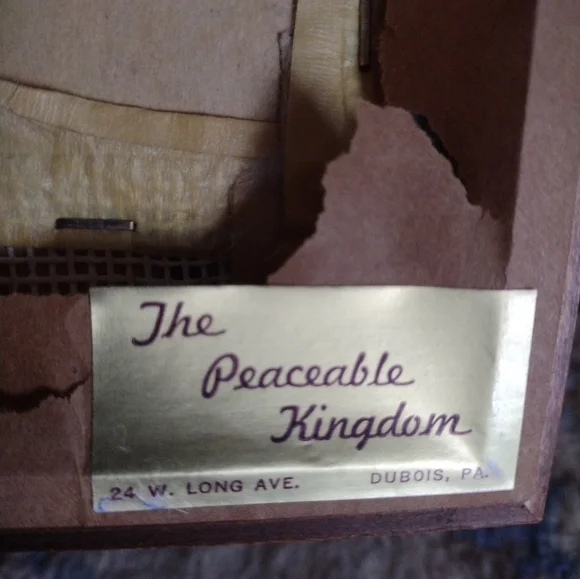 The
Peaceable
Kingdom
24 W. LONG AVE. DUBOIS, PA.